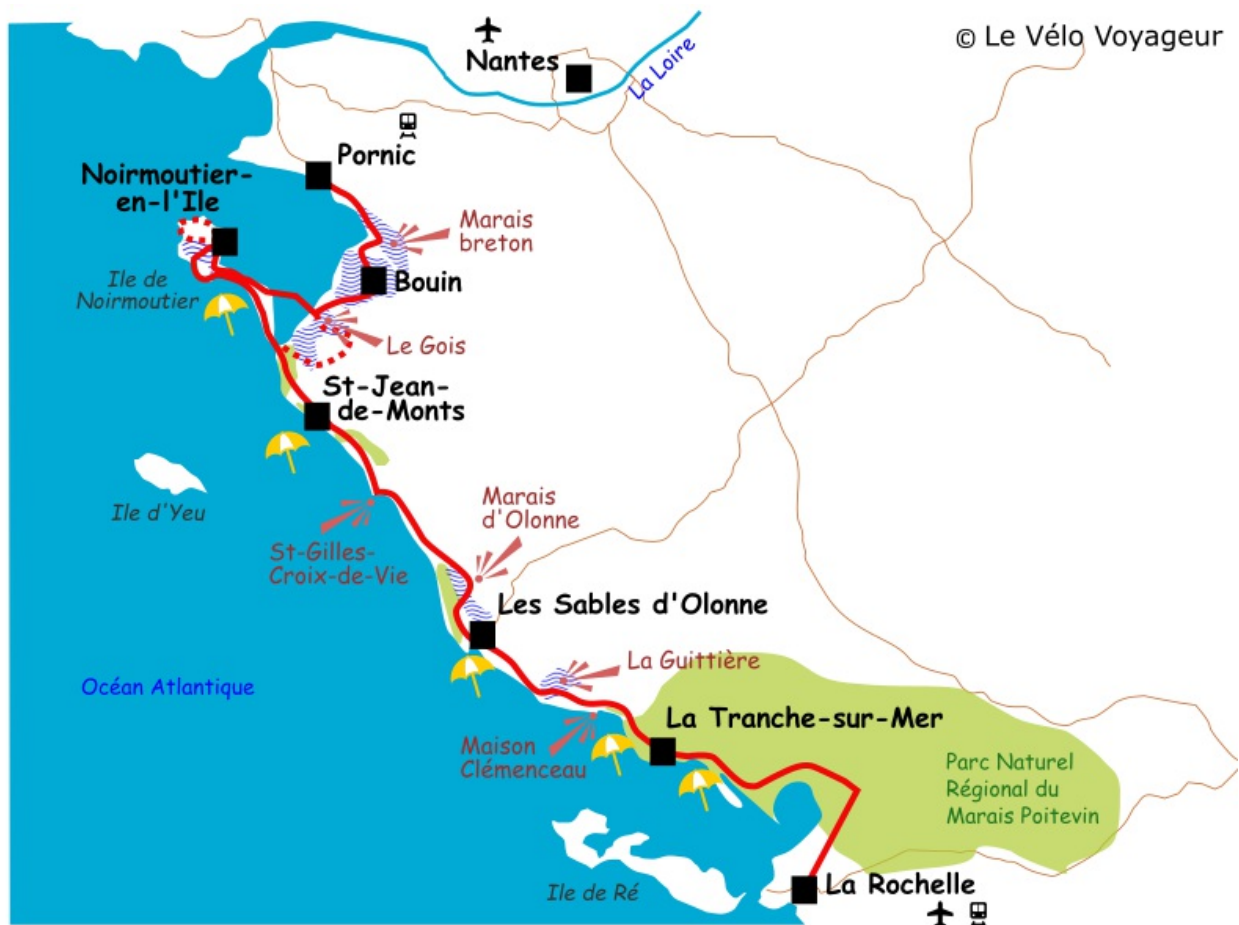 © Le Vélo Voyageur
Nantes
La Loire
Pornic
Noirmoutier-
en-l'Ile
Marais
breton
Ile de
Noirmoutier
Bouin
Le Gois
St-Jean-
de-Monts
Ile d'Yeu
Marais
d'Olonne
St-Gilles-
Croix-de-Vie
Les Sables d'Olonne
La Guittière
Océan Atlantique
La Tranche-sur-Mer
Maison
Clémenceau
Parc Naturel
Régional du
Marais Poitevin
Ile de Ré
La Rochelle